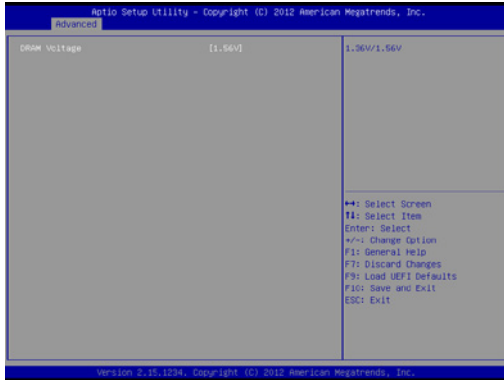 Aptio Setup Utility – Copyright (C) 2012 American Megatrends, Inc.
Advanced
DRAM Voltage [1.56V]
1.36V/1.56V
↔: Select Screen
↑↓: Select Item
Enter: Select
+/-: Change Option
F1: General Help
F7: Discard Changes
F9: Load UEFI Defaults
F10: Save and Exit
ESC: Exit
Version 2.15.1234. Copyright (C) 2012 American Megatrends, Inc.